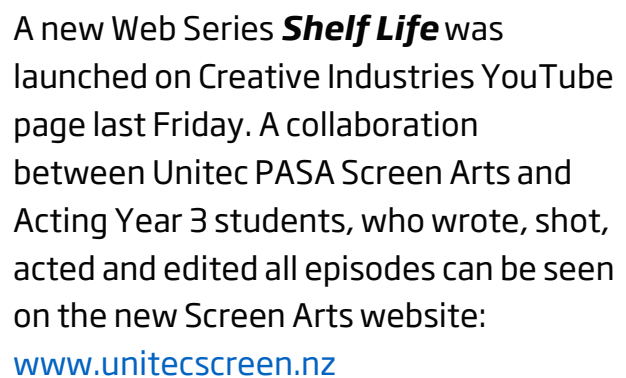 A new Web Series Shelf Life was
launched on Creative Industries YouTube
page last Friday. A collaboration
between Unitec PASA Screen Arts and
Acting Year 3 students, who wrote, shot,
acted and edited all episodes can be seen
on the new Screen Arts website:
www.unitecscreen.nz